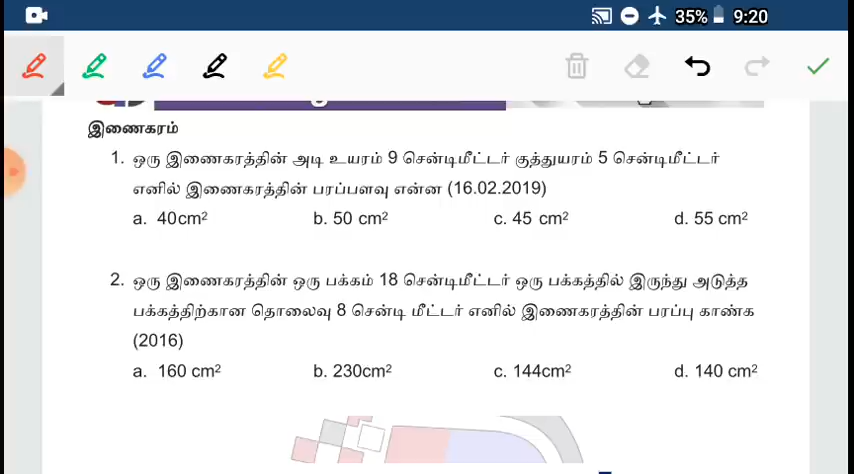 35% 9:20
இணைகரம்
1. ஒரு இணைகரத்தின் அடி உயரம் 9 சென்டிமீட்டர் குத்துயரம் 5 சென்டிமீட்டர்
எனில் இணைகரத்தின் பரப்பளவு என்ன (16.02.2019)
a. 40cm² b. 50 cm² c. 45 cm² d. 55 cm²
2. ஒரு இணைகரத்தின் ஒரு பக்கம் 18 சென்டிமீட்டர் ஒரு பக்கத்தில் இருந்து அடுத்த
பக்கத்திற்கான தொலைவு 8 சென்டி மீட்டர் எனில் இணைகரத்தின் பரப்பு காண்க
(2016)
a. 160 cm² b. 230cm² c. 144cm² d. 140 cm²